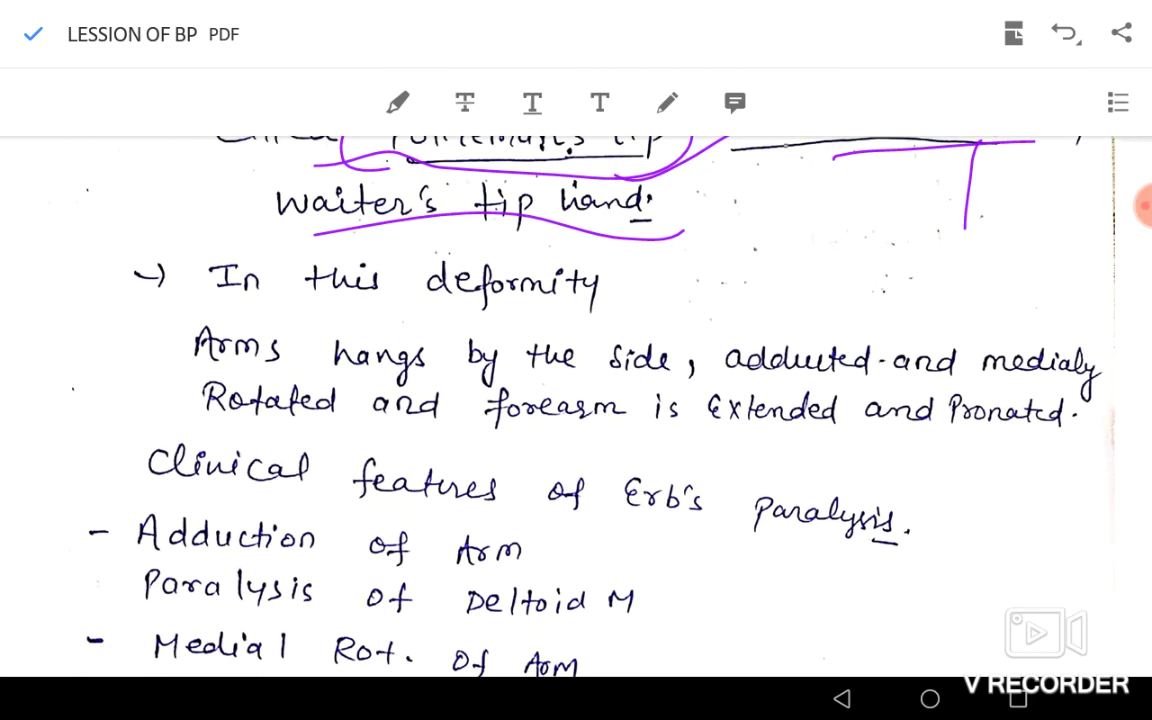 LESSION OF BP PDF
tip
waiter's tip hand.
→ In this deformity
Arms hangs by the side, adducted and medialy
Rotated and forearm is Extended and Pronated.
Clinical features of Erb's Paralysis.
- Adduction of Arm
Paralysis of Deltoid M
- Medial Rot. of Arm
V RECORDER